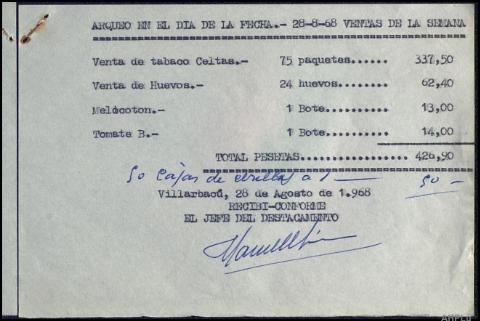 ARQUEO EN EL DIA DE LA FECHA.- 28-8-68 VENTAS DE LA SEMANA
Venta de tabaco Celtas.- 75 paquetes...... 337,50
Venta de Huevos.- 24 huevos...... 62,40
Melocoton.- 1 Bote...... 13,00
Tomate B.- 1 Bote...... 14,00
TOTAL PESETAS................. 426,90
50 Cajas de cerillas a 1 — 50 —
Villarbacú, 28 de Agosto de 1.968
RECIBI-CONFORME
EL JEFE DEL DESTACAMENTO